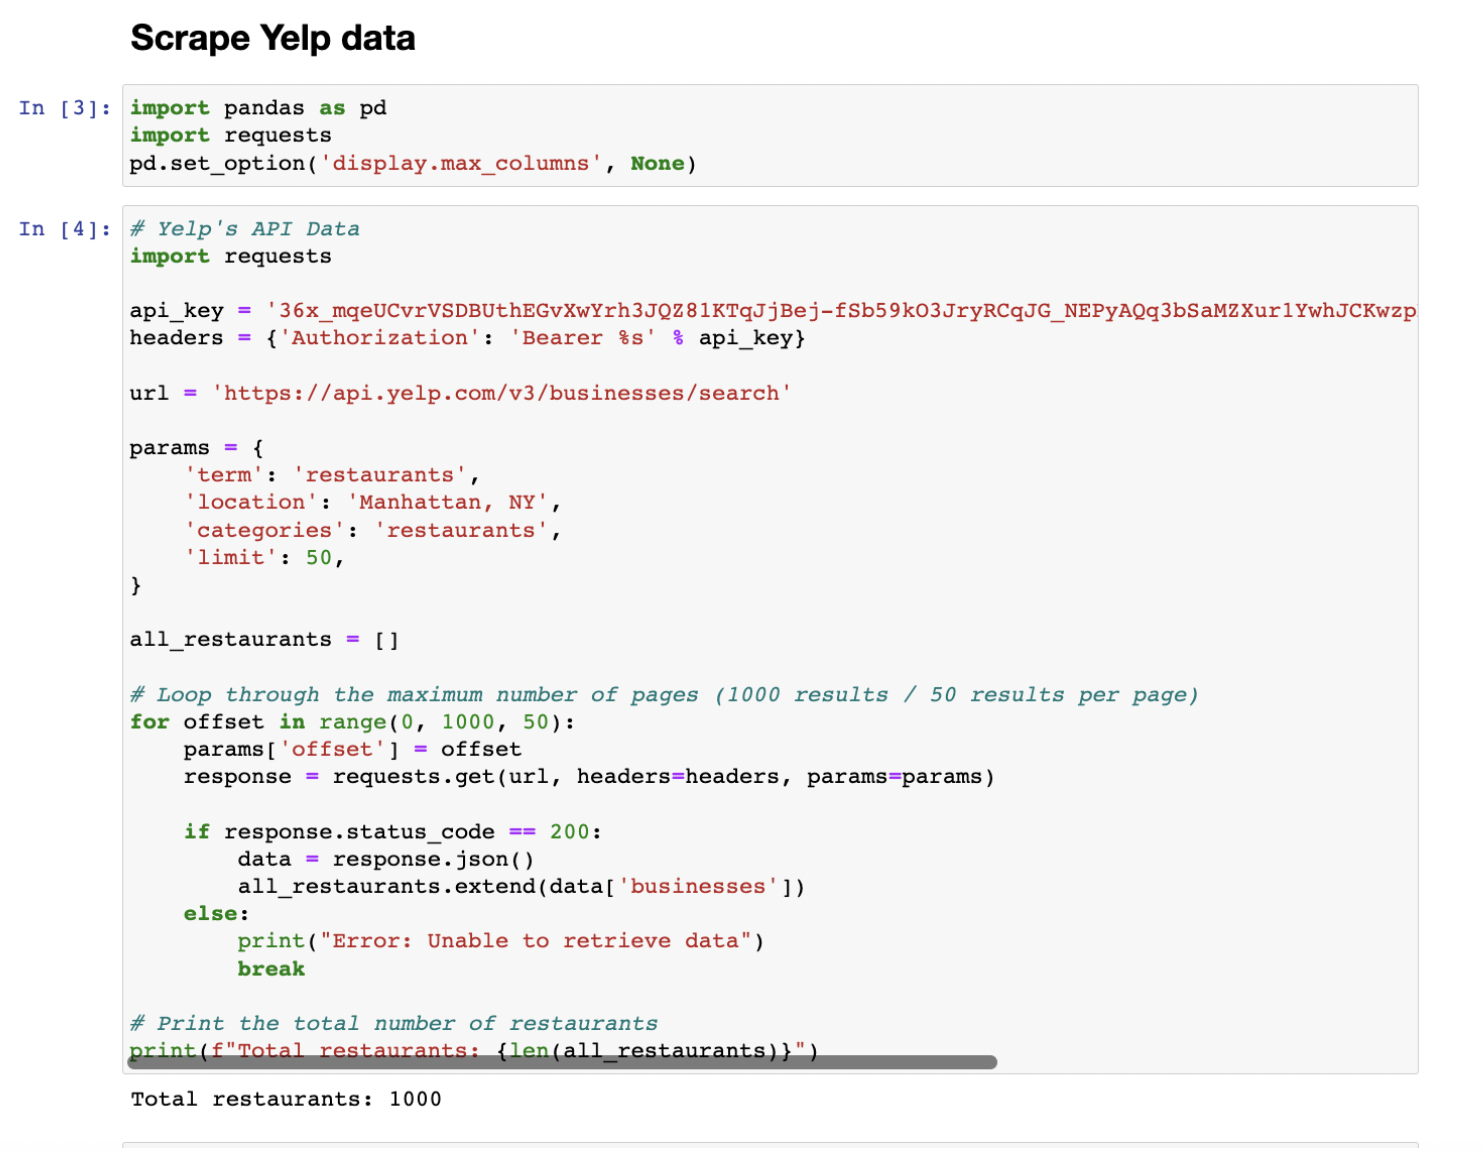 Scrape Yelp data
In [3]:
import pandas as pd
import requests
pd.set_option('display.max_columns', None)
In [4]:
# Yelp's API Data
import requests
api_key = '36x_mqeUCvrVSDBUthEGvXwYrh3JQZ81KTqJjBej-fSb59kO3JryRCqJG_NEPyAQq3bSaMZXur1YwhJCKwzp
headers = {'Authorization': 'Bearer %s' % api_key}
url = 'https://api.yelp.com/v3/businesses/search'
params = {
    'term': 'restaurants',
    'location': 'Manhattan, NY',
    'categories': 'restaurants',
    'limit': 50,
}
all_restaurants = []
# Loop through the maximum number of pages (1000 results / 50 results per page)
for offset in range(0, 1000, 50):
    params['offset'] = offset
    response = requests.get(url, headers=headers, params=params)
    if response.status_code == 200:
        data = response.json()
        all_restaurants.extend(data['businesses'])
    else:
        print("Error: Unable to retrieve data")
        break
# Print the total number of restaurants
print(f"Total restaurants: {len(all_restaurants)}")
Total restaurants: 1000